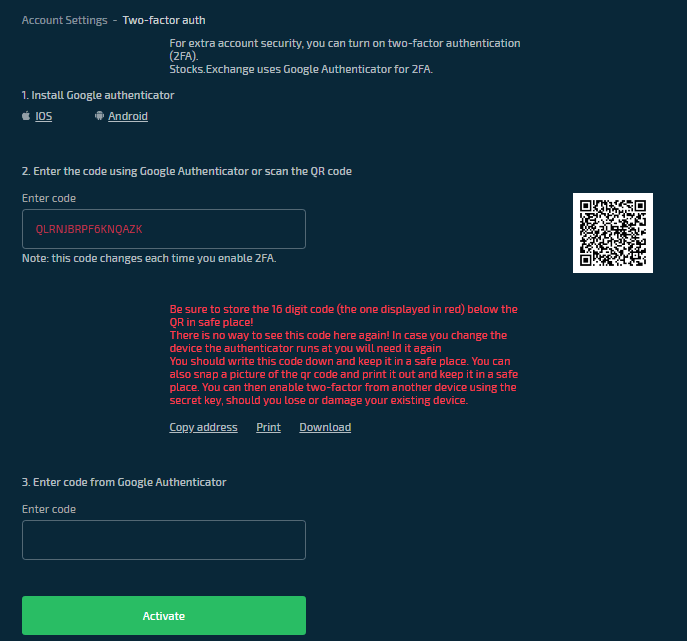 Account Settings - Two-factor auth
For extra account security, you can turn on two-factor authentication
(2FA).
Stocks.Exchange uses Google Authenticator for 2FA.
1. Install Google authenticator
IOS Android
2. Enter the code using Google Authenticator or scan the QR code
Enter code
QLRNJBRPF6KNQAZK
Note: this code changes each time you enable 2FA.
Be sure to store the 16 digit code (the one displayed in red) below the
QR in safe place!
There is no way to see this code here again! In case you change the
device the authenticator runs at you will need it again
You should write this code down and keep it in a safe place. You can
also snap a picture of the qr code and print it out and keep it in a safe
place. You can then enable two-factor from another device using the
secret key, should you lose or damage your existing device.
Copy address Print Download
3. Enter code from Google Authenticator
Enter code
Activate